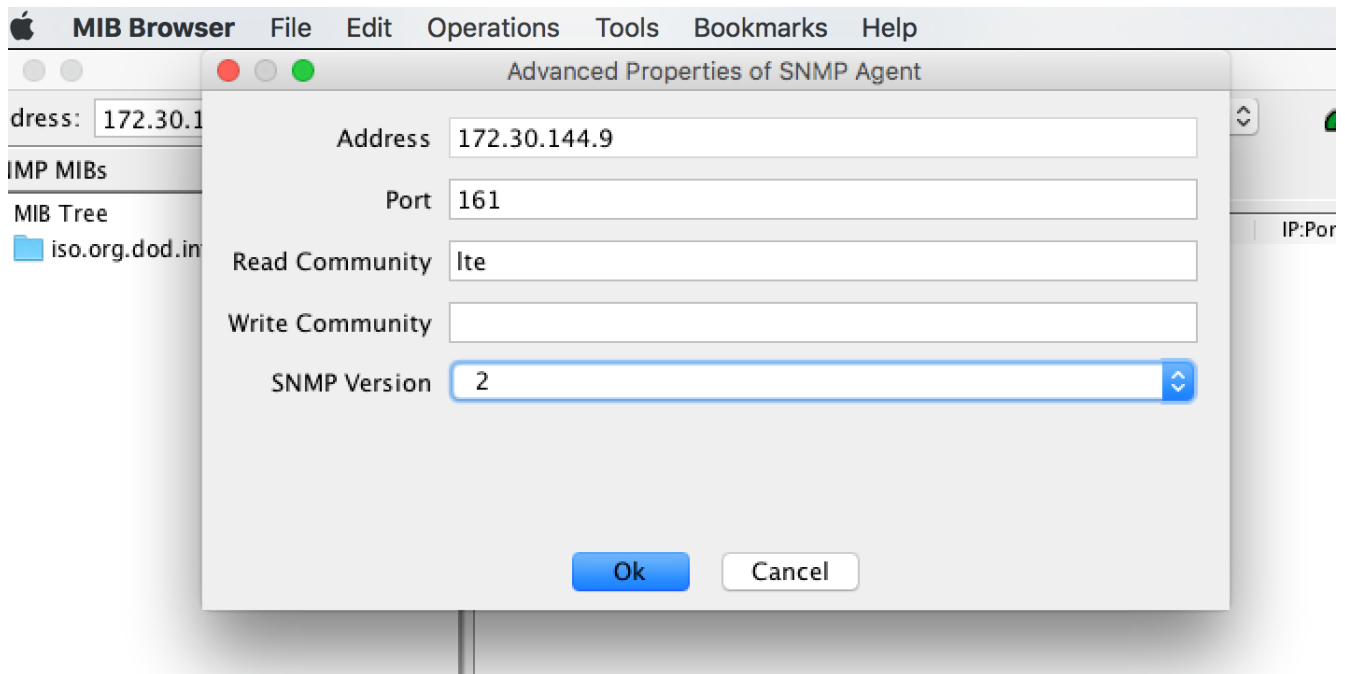 MIB Browser File Edit Operations Tools Bookmarks Help
Advanced Properties of SNMP Agent
dress: 172.30.1
Address 172.30.144.9
MP MIBs
Port 161
MIB Tree
IP:Por
iso.org.dod.in
Read Community lte
Write Community
SNMP Version 2
Ok Cancel